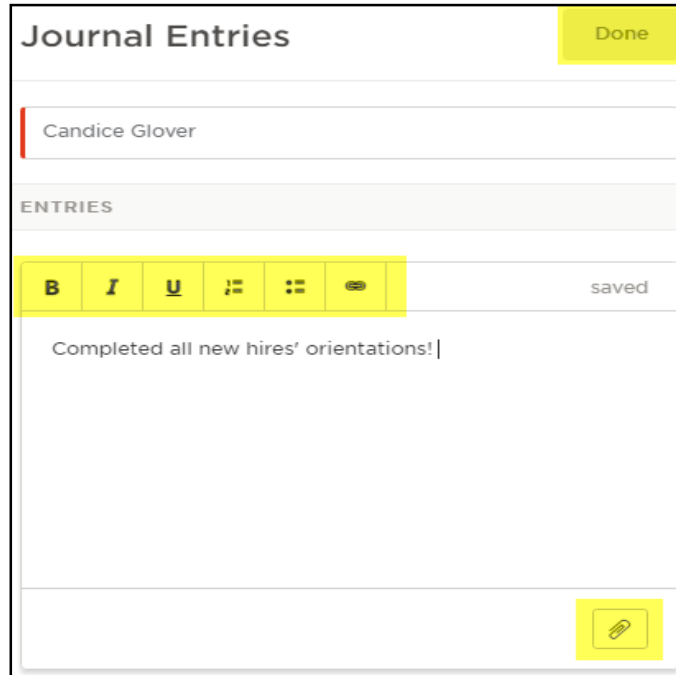 Journal Entries
Done
Candice Glover
ENTRIES
B I U
saved
Completed all new hires' orientations!